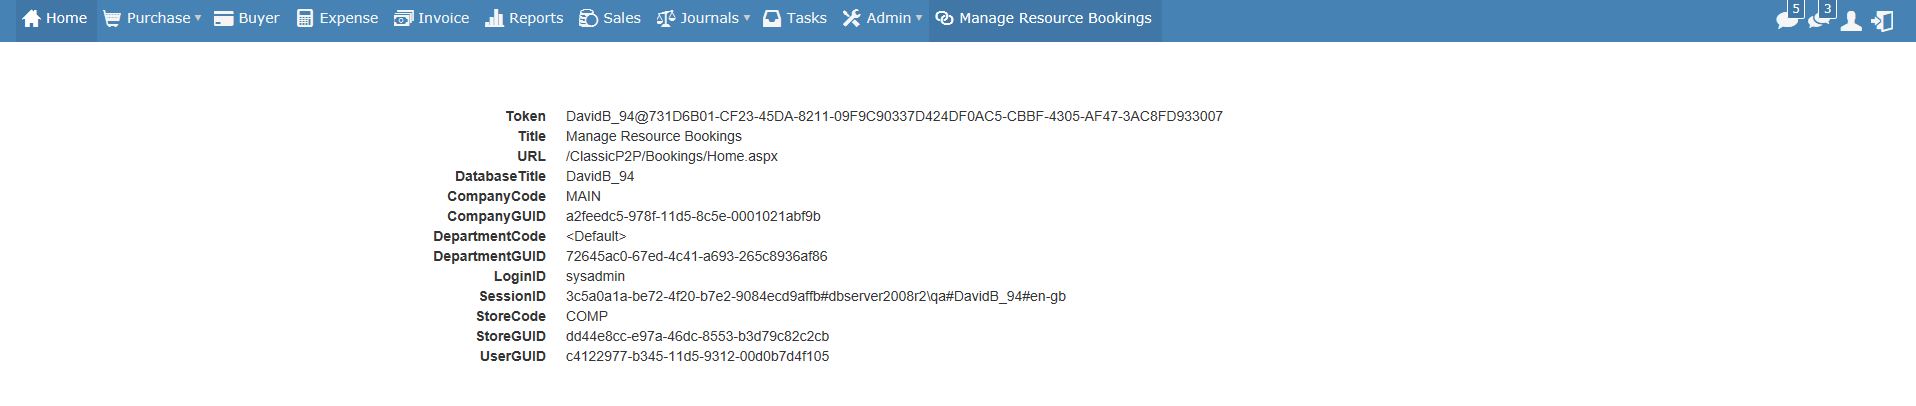 Home Purchase Buyer Expense Invoice Reports Sales Journals Tasks Admin Manage Resource Bookings 5 3
Token DavidB_94@731D6B01-CF23-45DA-8211-09F9C90337D424DF0AC5-CBBF-4305-AF47-3AC8FD933007
Title Manage Resource Bookings
URL /ClassicP2P/Bookings/Home.aspx
DatabaseTitle DavidB_94
CompanyCode MAIN
CompanyGUID a2feedc5-978f-11d5-8c5e-0001021abf9b
DepartmentCode <Default>
DepartmentGUID 72645ac0-67ed-4c41-a693-265c8936af86
LoginID sysadmin
SessionID 3c5a0a1a-be72-4f20-b7e2-9084ecd9affb#dbserver2008r2\qa#DavidB_94#en-gb
StoreCode COMP
StoreGUID dd44e8cc-e97a-46dc-8553-b3d79c82c2cb
UserGUID c4122977-b345-11d5-9312-00d0b7d4f105